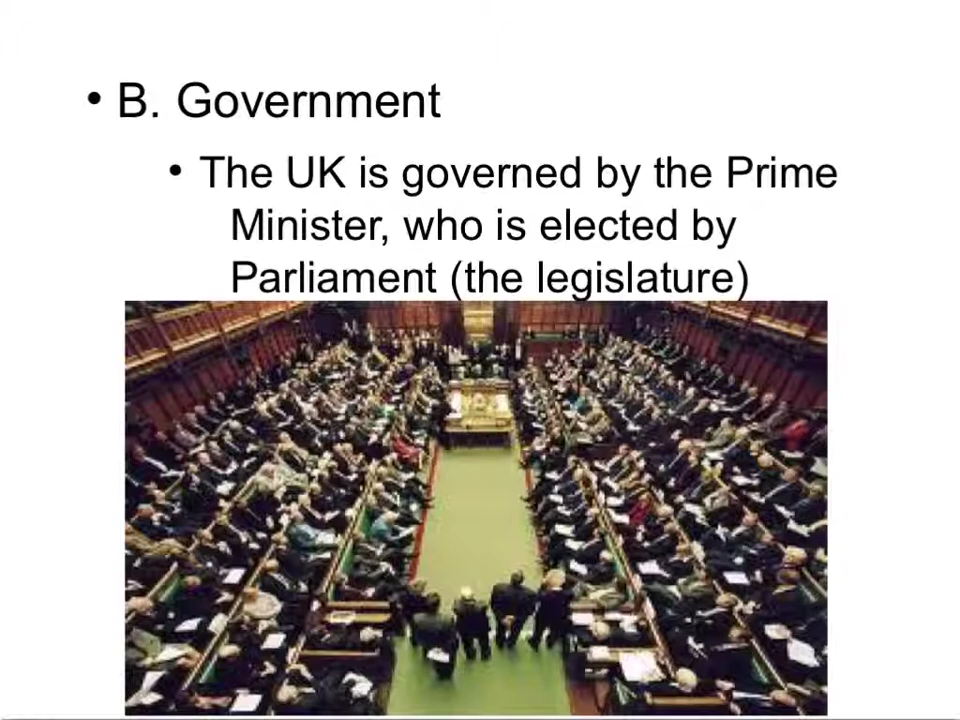 • B. Government
• The UK is governed by the Prime
Minister, who is elected by
Parliament (the legislature)